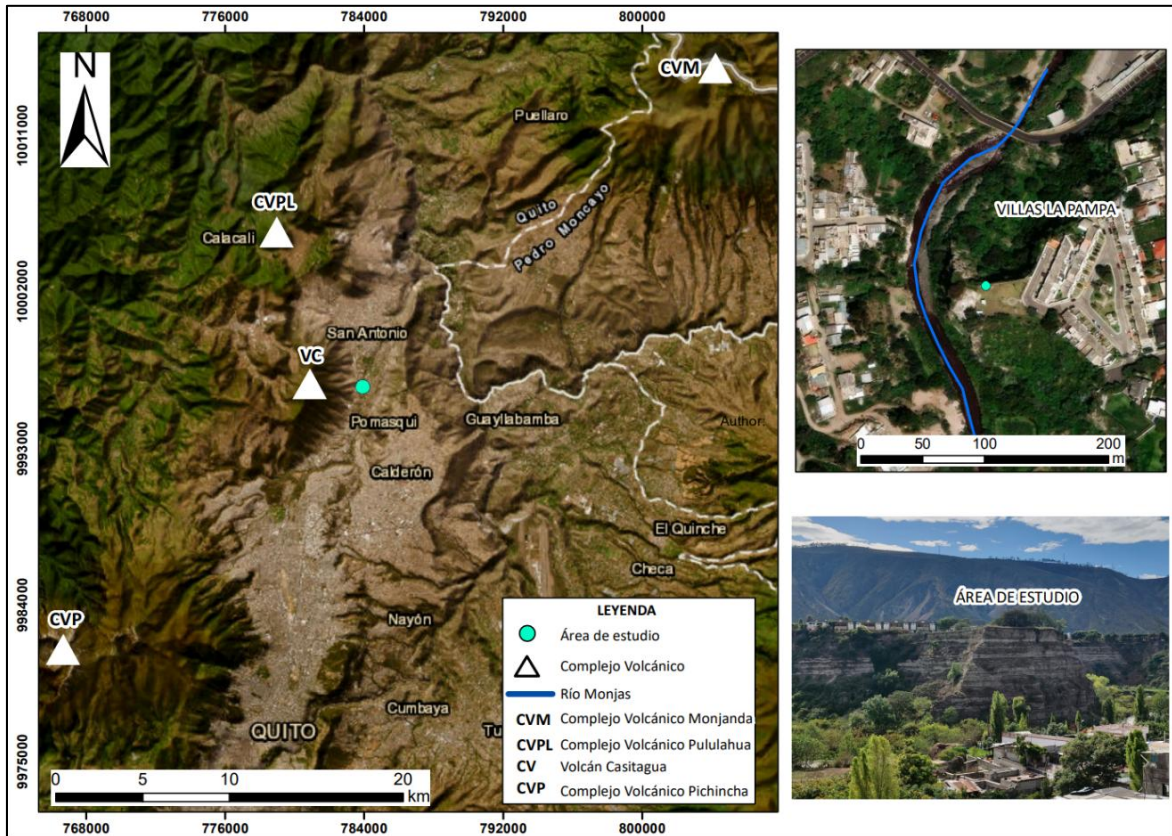 768000 776000 784000 792000 800000
N
CVM
Puellaro
10011000
CVPL
Calacali
Quito
Pedro Moncayo
10002000
San Antonio
VC
Pomasqui
Guayllabamba
Author:
9993000
Calderón
El Quinche
Checa
9984000
CVP
Nayón
Cumbaya
Tu
QUITO
9975000
0 5 10 20
km
768000 776000 784000 792000 800000
LEYENDA
Área de estudio
Complejo Volcánico
Río Monjas
CVM Complejo Volcánico Monjanda
CVPL Complejo Volcánico Pululahua
CV Volcán Casitagua
CVP Complejo Volcánico Pichincha
VILLAS LA PAMPA
0 50 100 200
m
ÁREA DE ESTUDIO